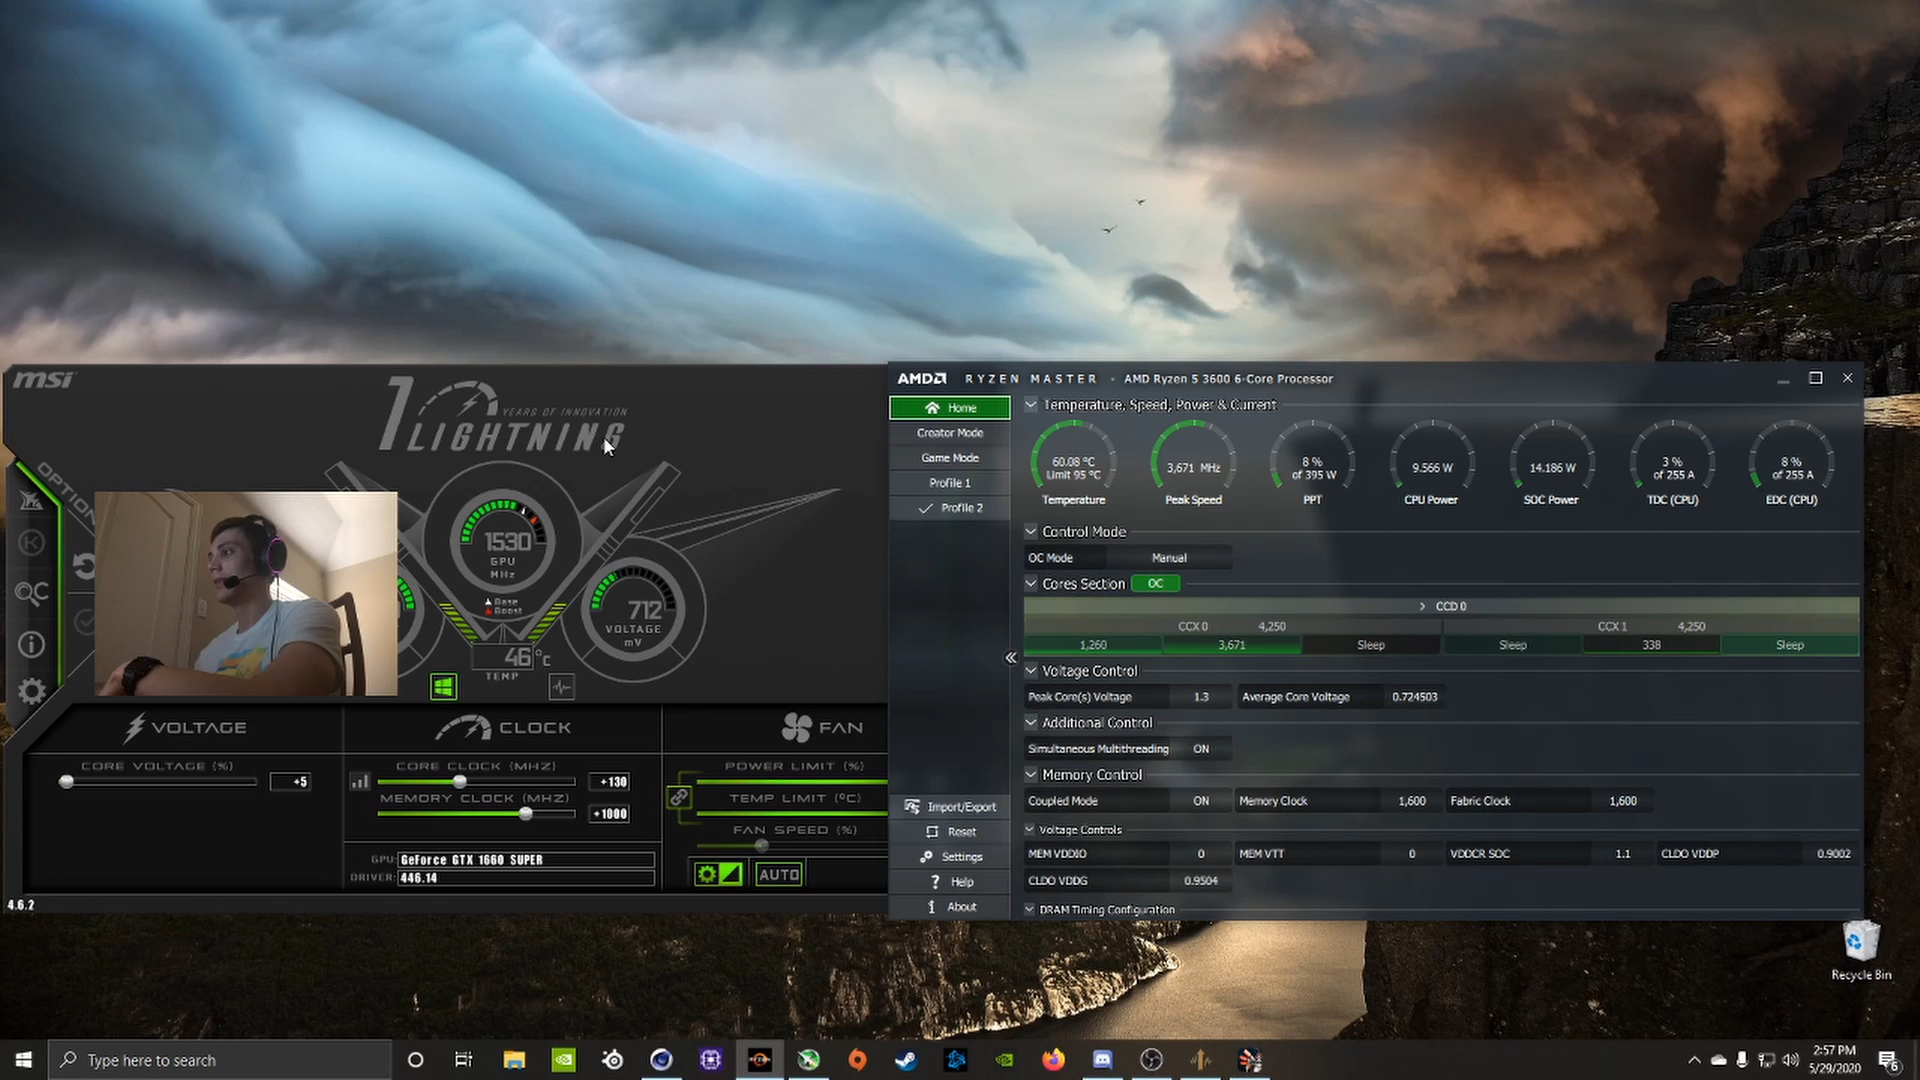 msi
YEARS OF INNOVATION
LIGHTNING
OPTION
K
OC
1530
GPU
MHz
Base
Boost
712
VOLTAGE
mV
46 °C
TEMP
VOLTAGE
CLOCK
FAN
CORE VOLTAGE (%)
+5
CORE CLOCK (MHZ)
+130
MEMORY CLOCK (MHZ)
+1000
POWER LIMIT (%)
TEMP LIMIT (°C)
FAN SPEED (%)
AUTO
GPU: GeForce GTX 1660 SUPER
DRIVER: 446.14
4.6.2
AMD RYZEN MASTER - AMD Ryzen 5 3600 6-Core Processor
Home
Creator Mode
Game Mode
Profile 1
Profile 2
Import/Export
Reset
Settings
Help
About
Temperature, Speed, Power & Current
60.08 °C
Limit 95 °C
Temperature
3,671 MHz
Peak Speed
8 %
of 395 W
PPT
9.566 W
CPU Power
14.186 W
SOC Power
3 %
of 255 A
TDC (CPU)
8 %
of 255 A
EDC (CPU)
Control Mode
OC Mode Manual
Cores Section OC
CCD 0
CCX 0 4,250 CCX 1 4,250
1,260 3,671 Sleep Sleep 338 Sleep
Voltage Control
Peak Core(s) Voltage 1.3 Average Core Voltage 0.724503
Additional Control
Simultaneous Multithreading ON
Memory Control
Coupled Mode ON Memory Clock 1,600 Fabric Clock 1,600
Voltage Controls
MEM VDDIO 0 MEM VTT 0 VDDCR SOC 1.1 CLDO VDDP 0.9002
CLDO VDDG 0.9504
DRAM Timing Configuration
Recycle Bin
Type here to search
2:57 PM
5/29/2020
6